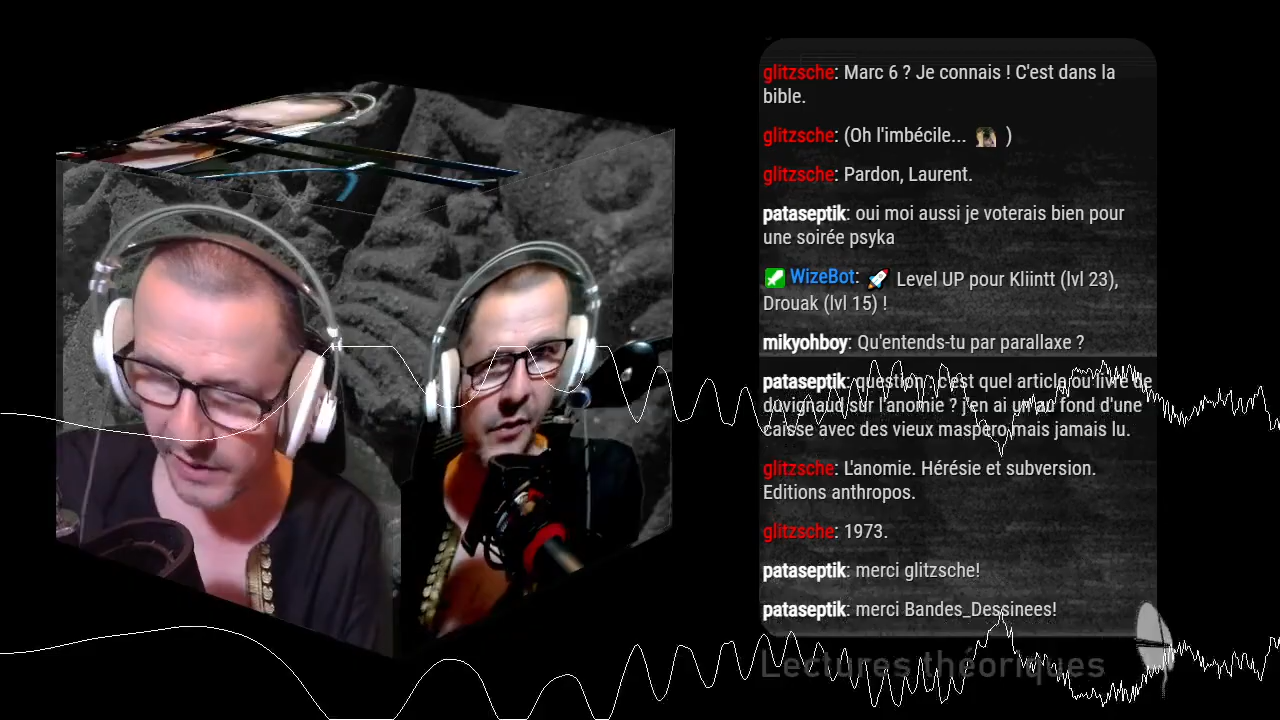 glitzsche: Marc 6 ? Je connais ! C'est dans la
bible.
glitzsche: (Oh l'imbécile... )
glitzsche: Pardon, Laurent.
pataseptik: oui moi aussi je voterais bien pour
une soirée psyka
WizeBot: 🚀 Level UP pour Kliintt (lvl 23),
Drouak (lvl 15) !
mikyohboy: Qu'entends-tu par parallaxe ?
pataseptik: question : c'est quel article ou livre de
duvignaud sur l'anomie ? j'en ai un au fond d'une
caisse avec des vieux maspero mais jamais lu.
glitzsche: L'anomie. Hérésie et subversion.
Editions anthropos.
glitzsche: 1973.
pataseptik: merci glitzsche!
pataseptik: merci Bandes_Dessinees!
Lectures théoriques